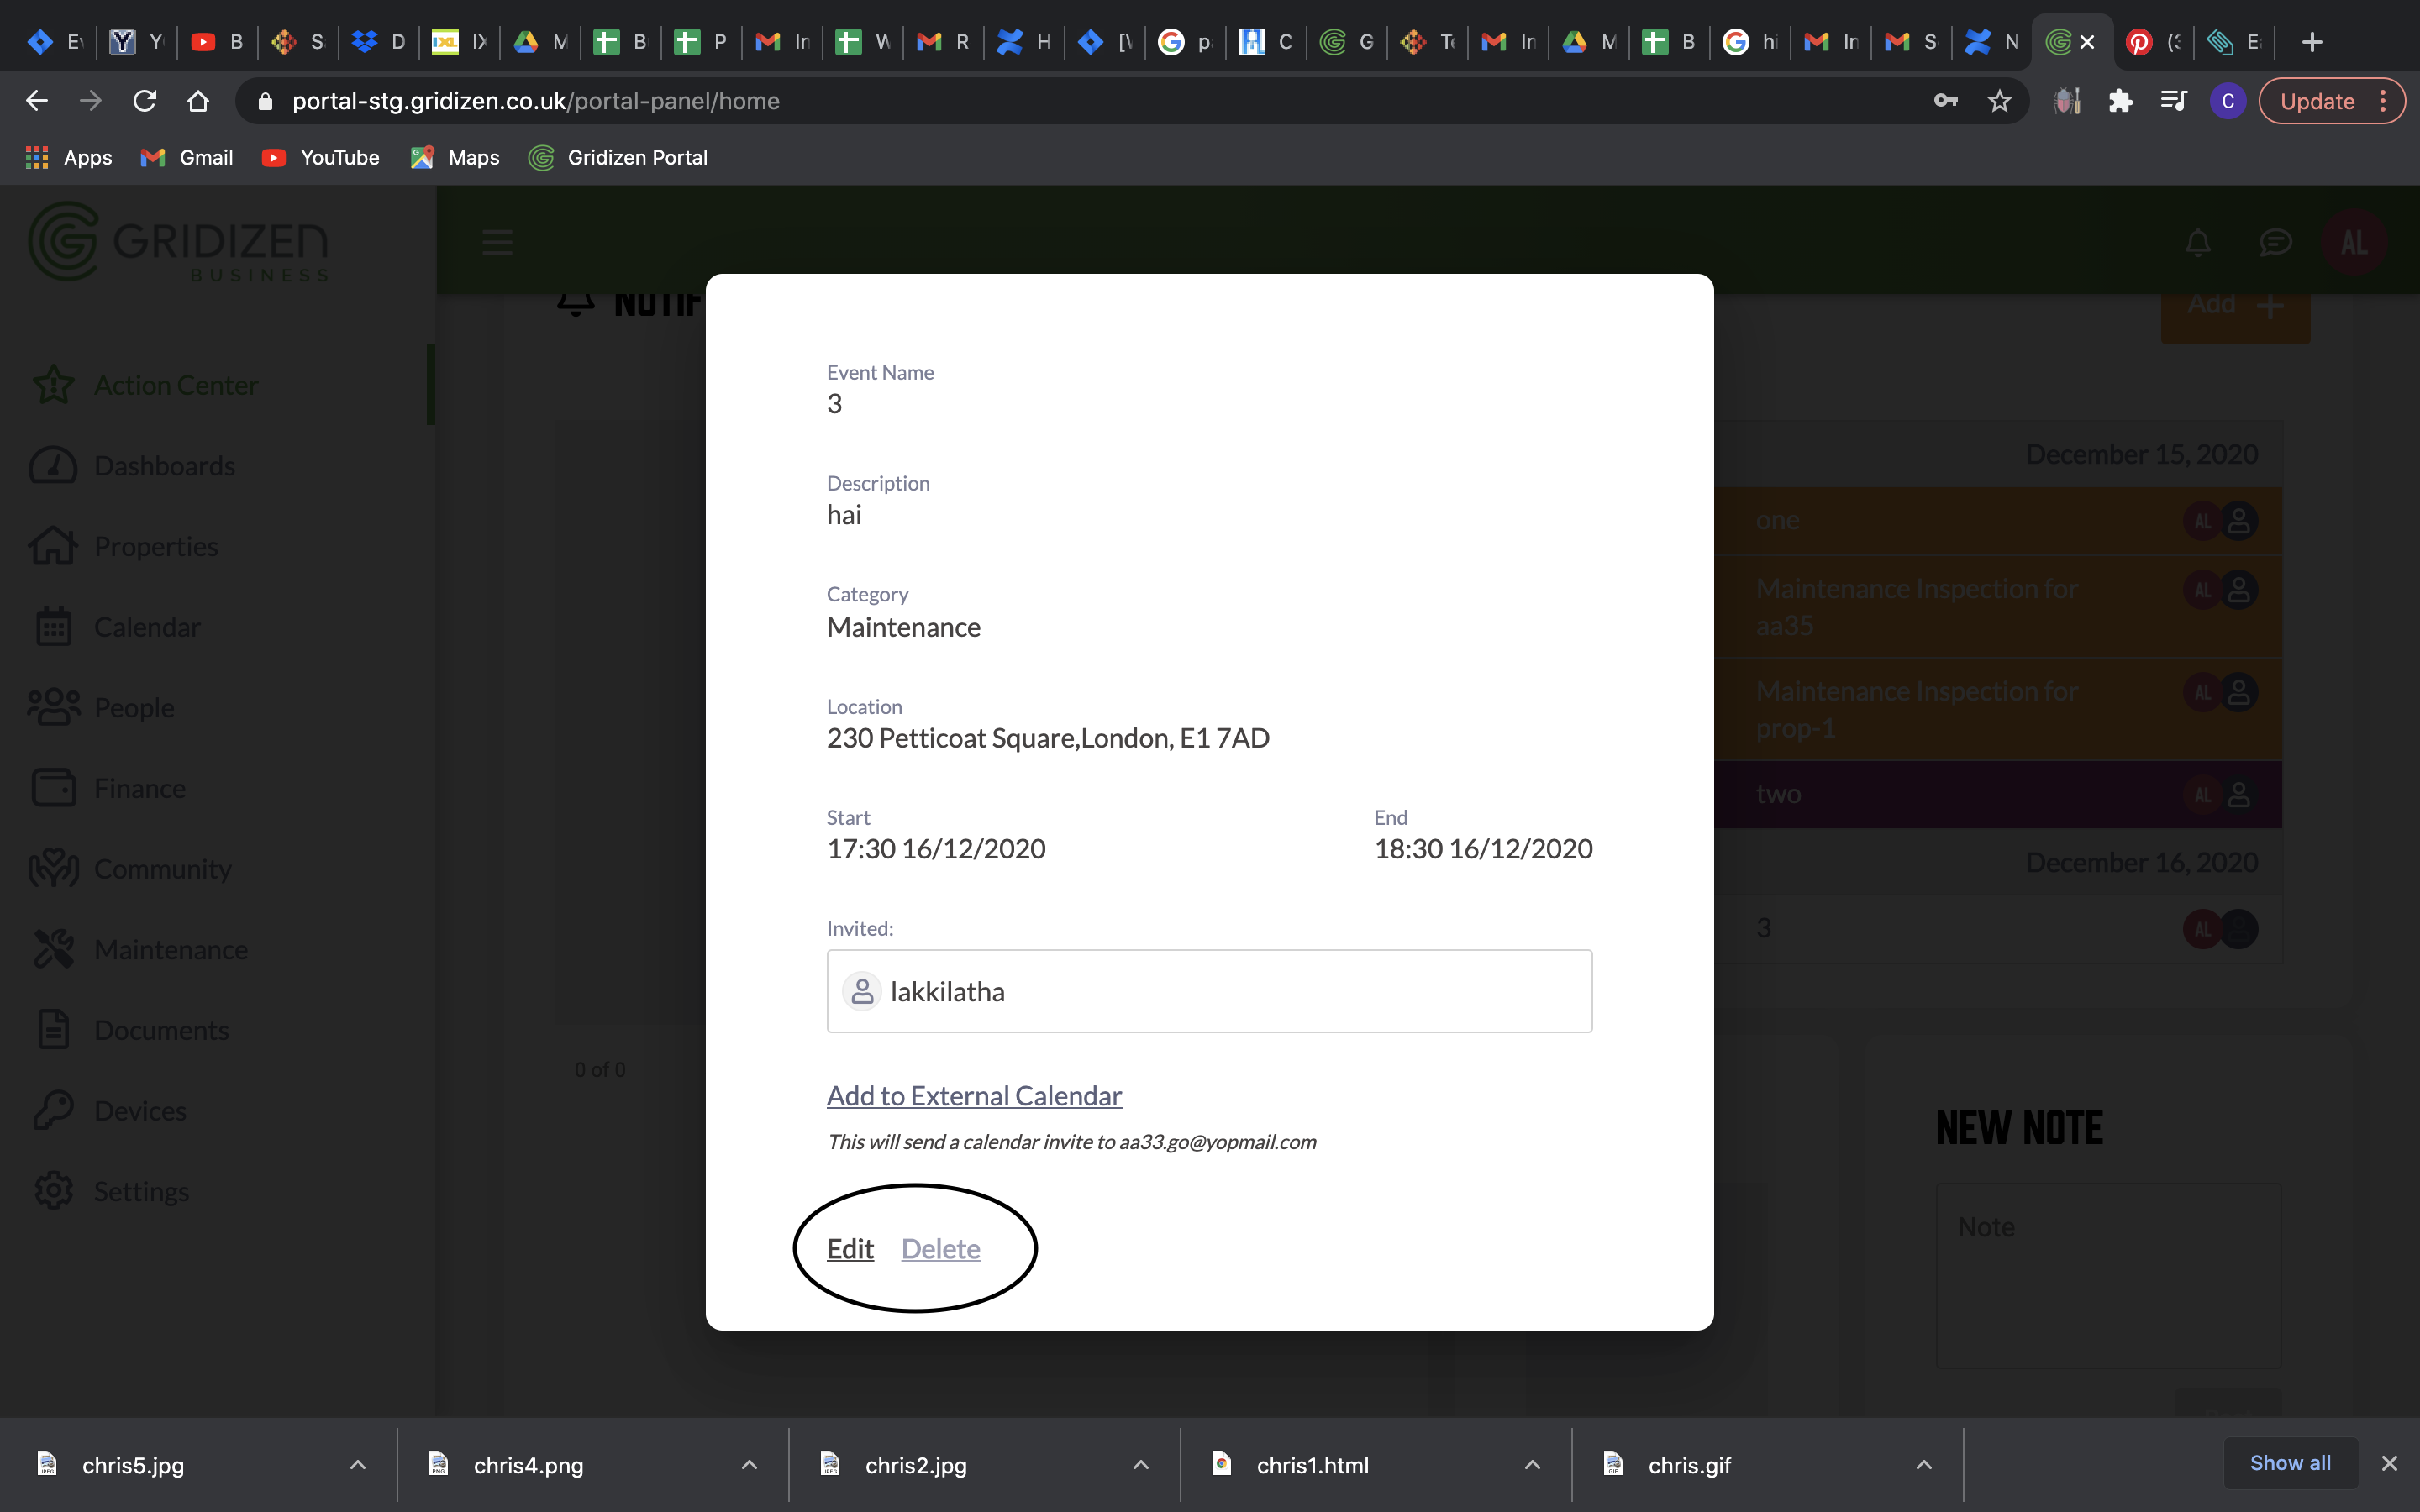 E
Y
B
S
D
IX
M
B
P
In
W
R
H
[W
p
C
G
Te
In
M
B
hi
In
S
N
(3
E
portal-stg.gridizen.co.uk/portal-panel/home
C
Update
Apps
Gmail
YouTube
Maps
Gridizen Portal
GRIDIZEN
BUSINESS
AL
NOTIF
Add +
Action Center
Dashboards
Properties
Calendar
People
Finance
Community
Maintenance
Documents
Devices
Settings
0 of 0
Event Name
3
Description
hai
Category
Maintenance
Location
230 Petticoat Square,London, E1 7AD
Start
17:30 16/12/2020
End
18:30 16/12/2020
Invited:
lakkilatha
Add to External Calendar
This will send a calendar invite to aa33.go@yopmail.com
Edit Delete
December 15, 2020
one
AL
Maintenance Inspection for
aa35
AL
Maintenance Inspection for
prop-1
AL
two
AL
December 16, 2020
3
AL
NEW NOTE
Note
chris5.jpg
chris4.png
chris2.jpg
chris1.html
chris.gif
Show all